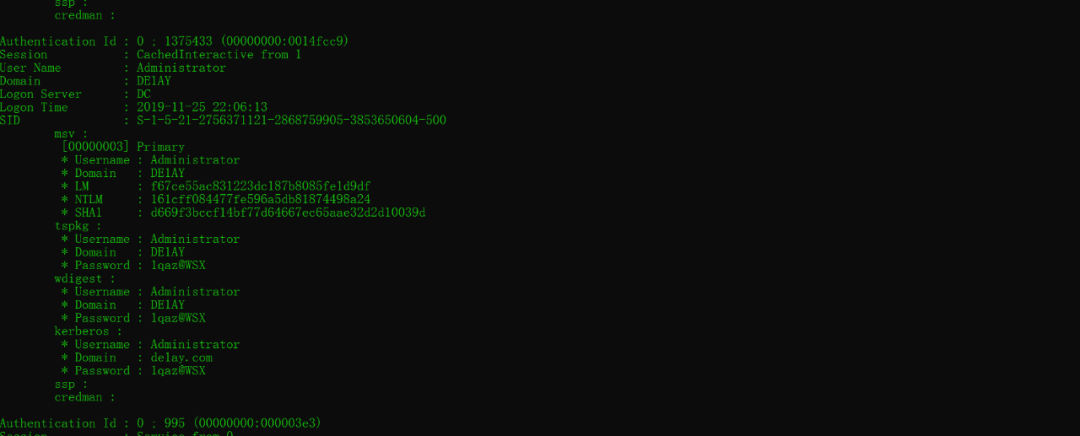 ssp :
credman :
Authentication Id : 0 ; 1375433 (00000000:0014fcc9)
Session : CachedInteractive from 1
User Name : Administrator
Domain : DE1AY
Logon Server : DC
Logon Time : 2019-11-25 22:06:13
SID : S-1-5-21-2756371121-2868759905-3853650604-500
msv :
[00000003] Primary
* Username : Administrator
* Domain : DE1AY
* LM : f67ce55ac831223dc187b8085fe1d9df
* NTLM : 161cff084477fe596a5db81874498a24
* SHA1 : d669f3bccf14bf77d64667ec65aae32d2d10039d
tspkg :
* Username : Administrator
* Domain : DE1AY
* Password : 1qaz@WSX
wdigest :
* Username : Administrator
* Domain : DE1AY
* Password : 1qaz@WSX
kerberos :
* Username : Administrator
* Domain : de1ay.com
* Password : 1qaz@WSX
ssp :
credman :
Authentication Id : 0 ; 995 (00000000:000003e3)
Session : Service from 0